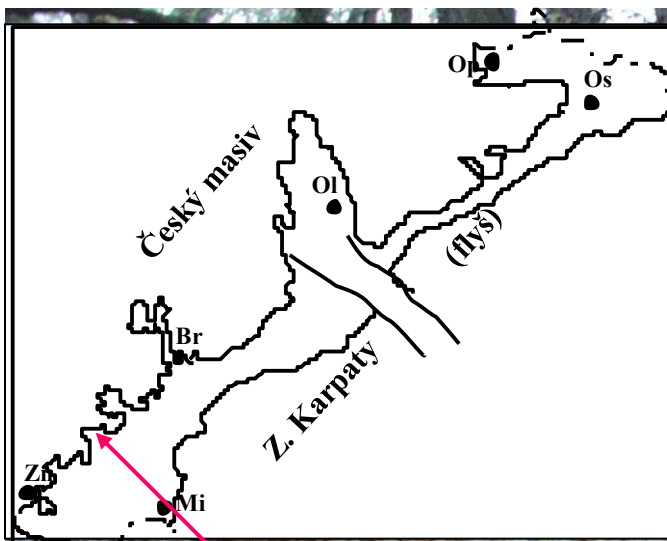 Op
Os
Český masiv
Ol
(flyš)
Br
Z. Karpaty
Zn
Mi